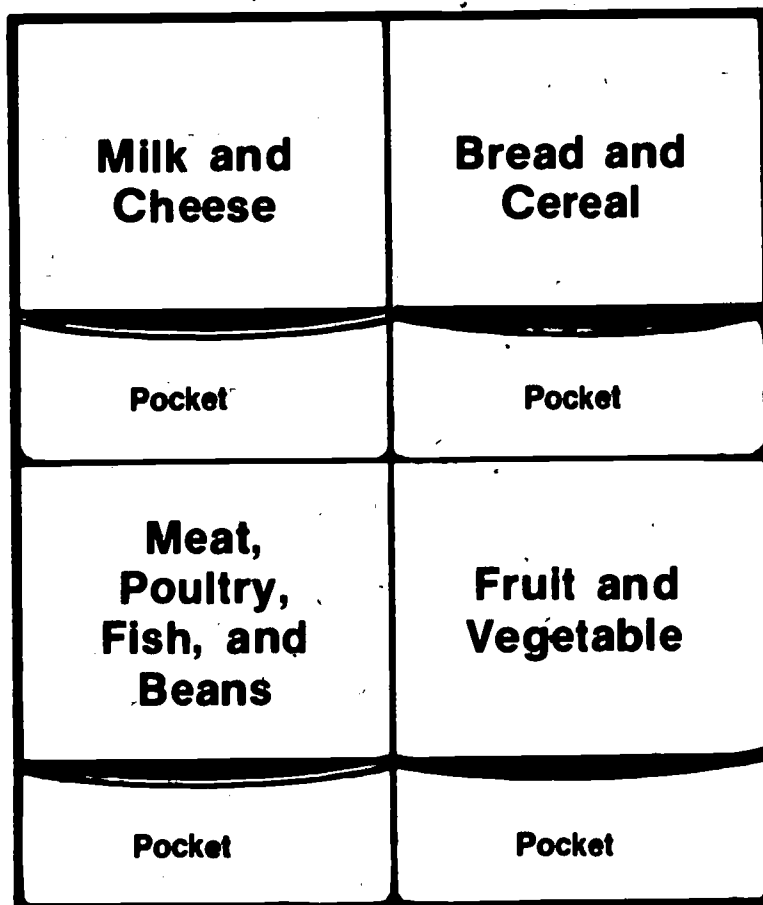 Milk and
Cheese
Bread and
Cereal
Pocket
Pocket
Meat,
Poultry,
Fish, and
Beans
Fruit and
Vegetable
Pocket
Pocket